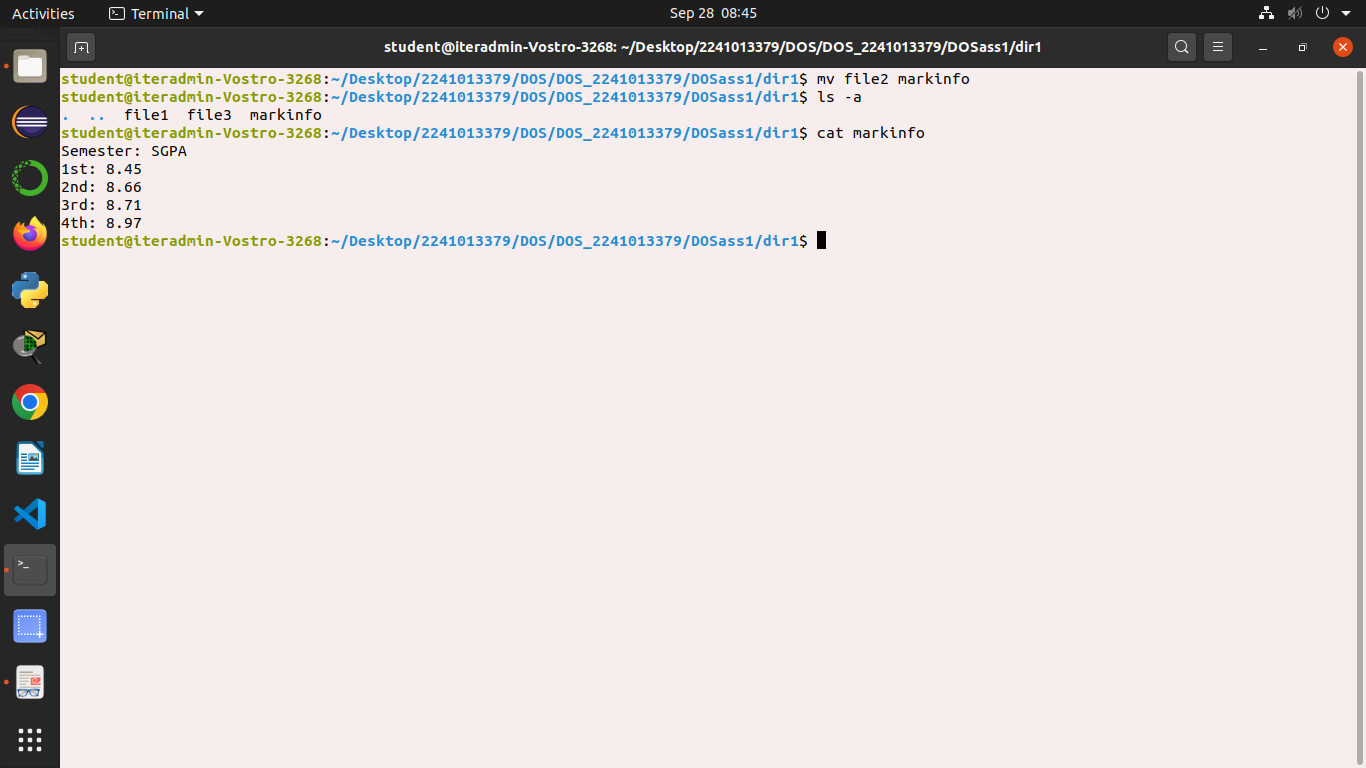 Activities Terminal Sep 28 08:45
student@iteradmin-Vostro-3268: ~/Desktop/2241013379/DOS/DOS_2241013379/DOSass1/dir1
student@iteradmin-Vostro-3268:~/Desktop/2241013379/DOS/DOS_2241013379/DOSass1/dir1$ mv file2 markinfo
student@iteradmin-Vostro-3268:~/Desktop/2241013379/DOS/DOS_2241013379/DOSass1/dir1$ ls -a
. .. file1 file3 markinfo
student@iteradmin-Vostro-3268:~/Desktop/2241013379/DOS/DOS_2241013379/DOSass1/dir1$ cat markinfo
Semester: SGPA
1st: 8.45
2nd: 8.66
3rd: 8.71
4th: 8.97
student@iteradmin-Vostro-3268:~/Desktop/2241013379/DOS/DOS_2241013379/DOSass1/dir1$